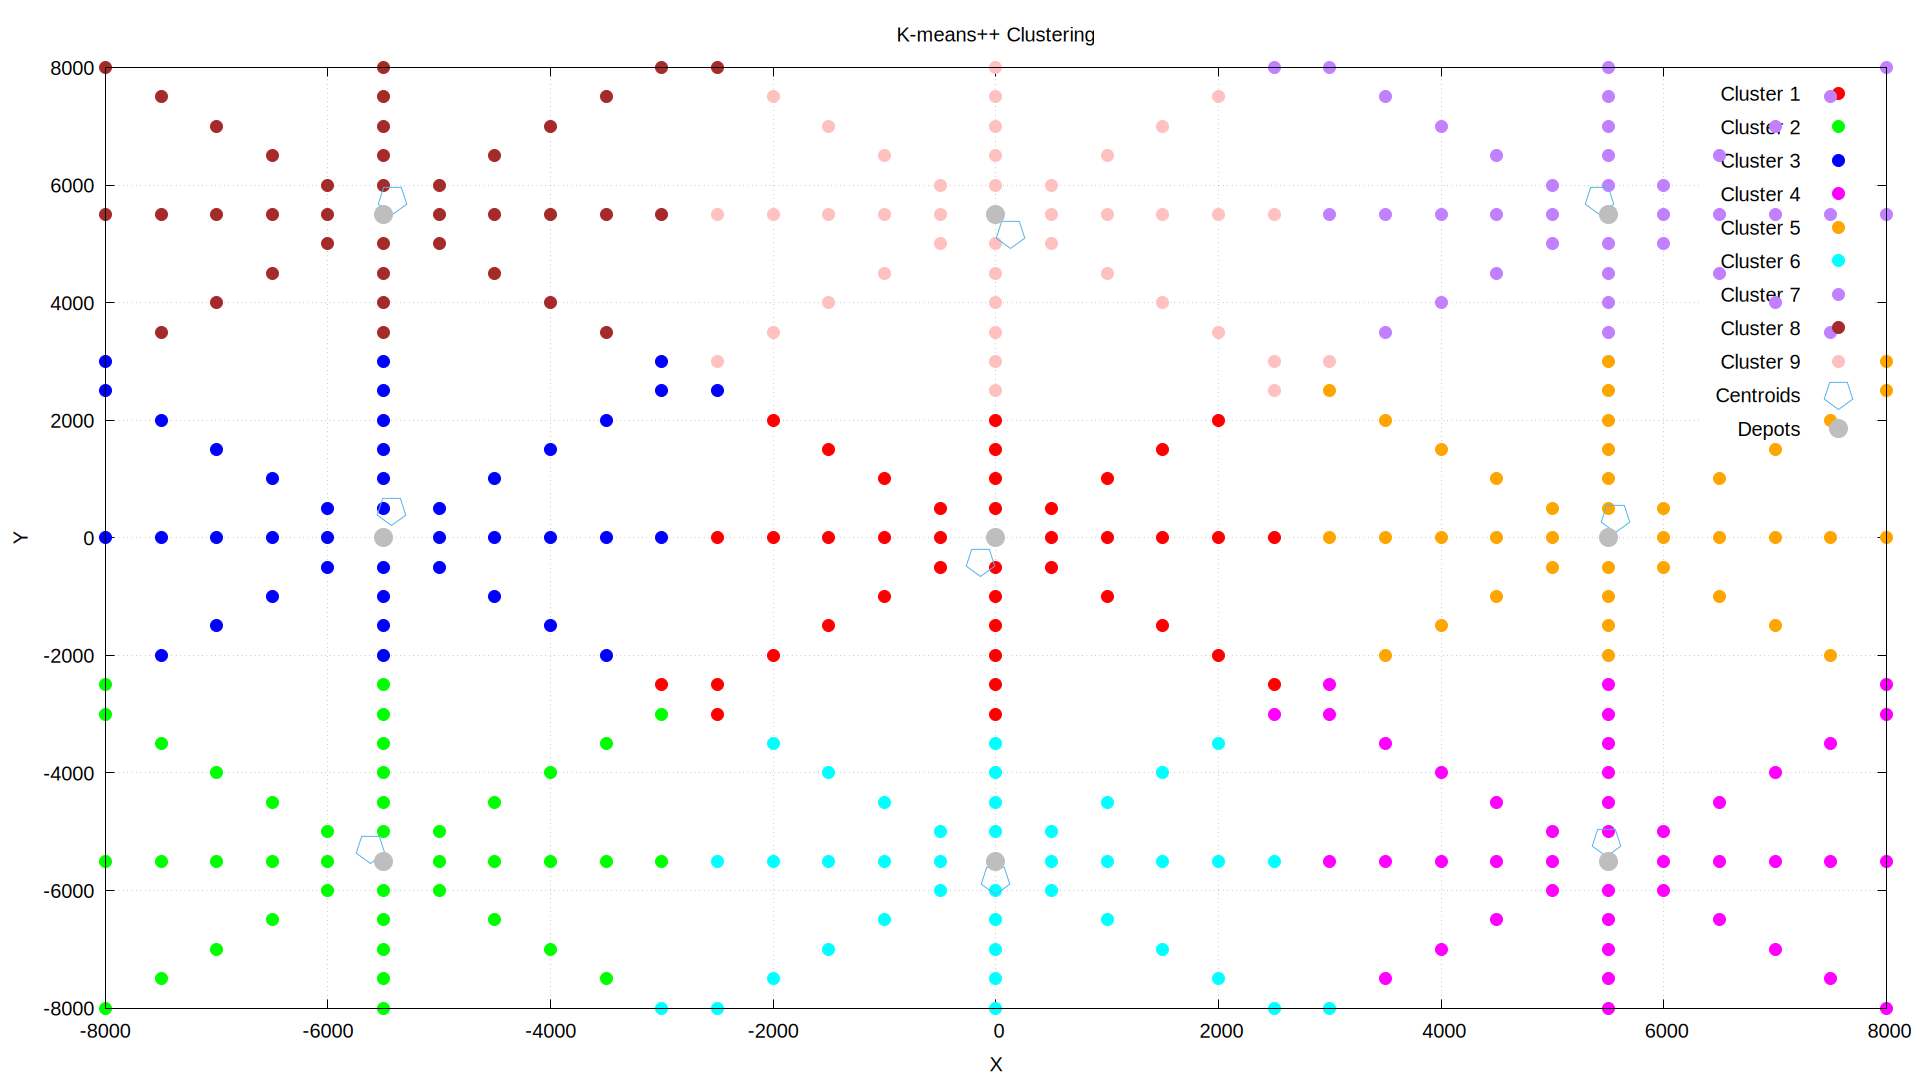 K-means++ Clustering
8000
6000
4000
2000
0
-2000
-4000
-6000
-8000
Y
-8000
-6000
-4000
-2000
0
2000
4000
6000
8000
X
Cluster 1
Cluster 2
Cluster 3
Cluster 4
Cluster 5
Cluster 6
Cluster 7
Cluster 8
Cluster 9
Centroids
Depots